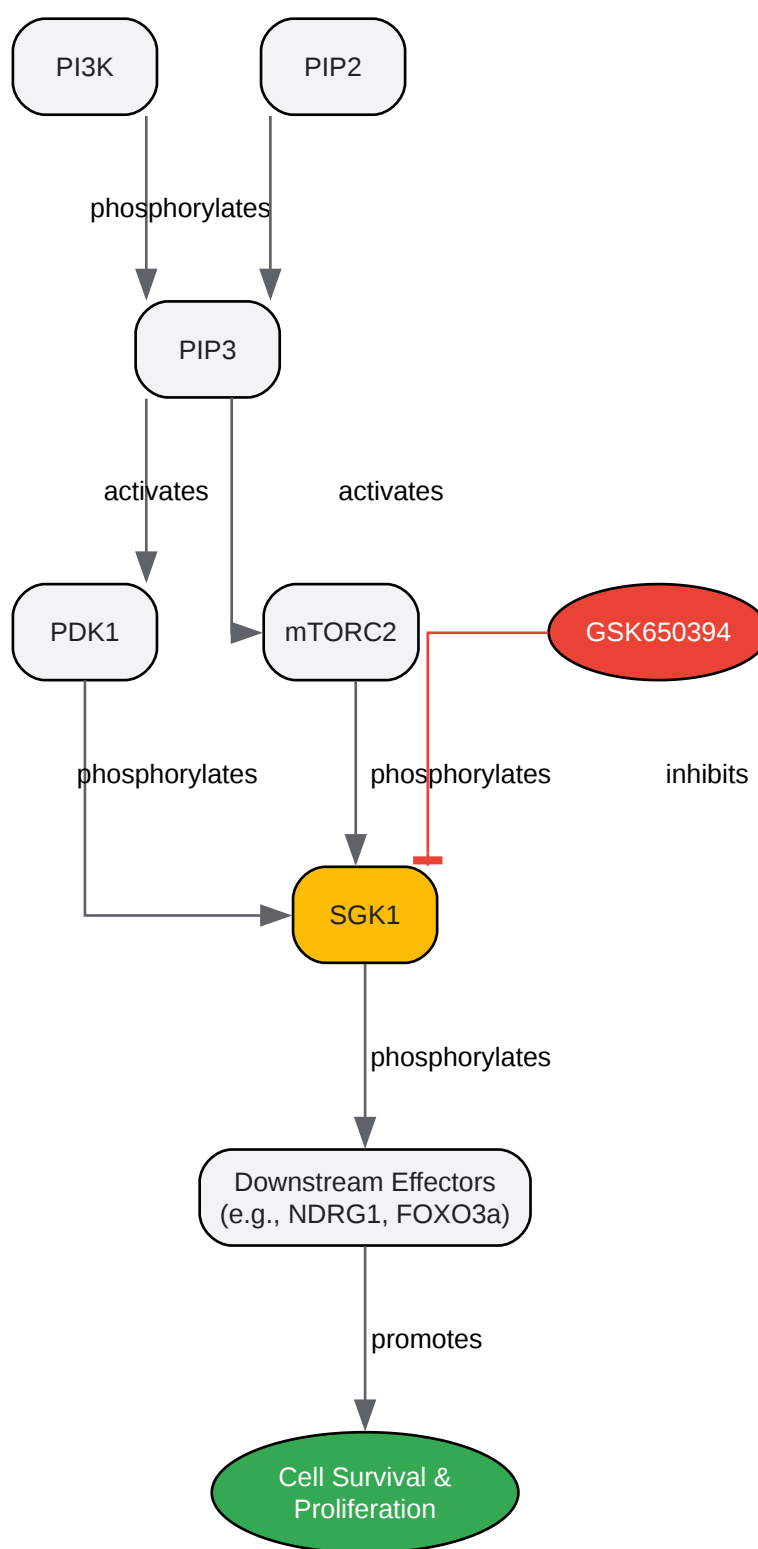 PI3K
PIP2
phosphorylates
PIP3
activates
activates
PDK1
mTORC2
GSK650394
phosphorylates
phosphorylates
inhibits
SGK1
phosphorylates
Downstream Effectors
(e.g., NDRG1, FOXO3a)
promotes
Cell Survival &
Proliferation